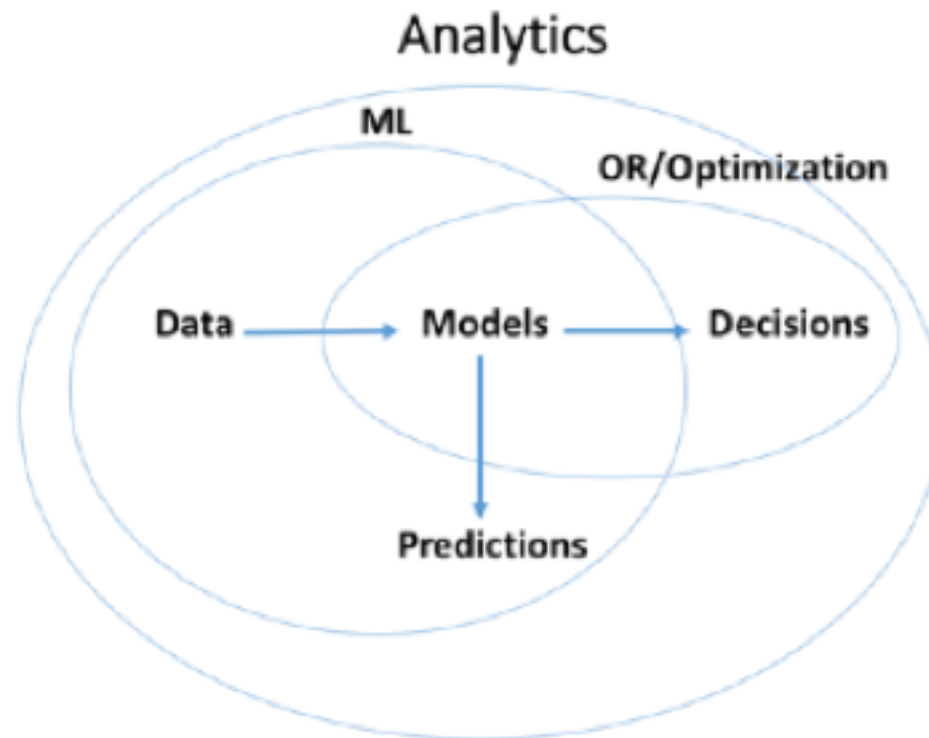 Analytics
ML
OR/Optimization
Data
Models
Decisions
Predictions